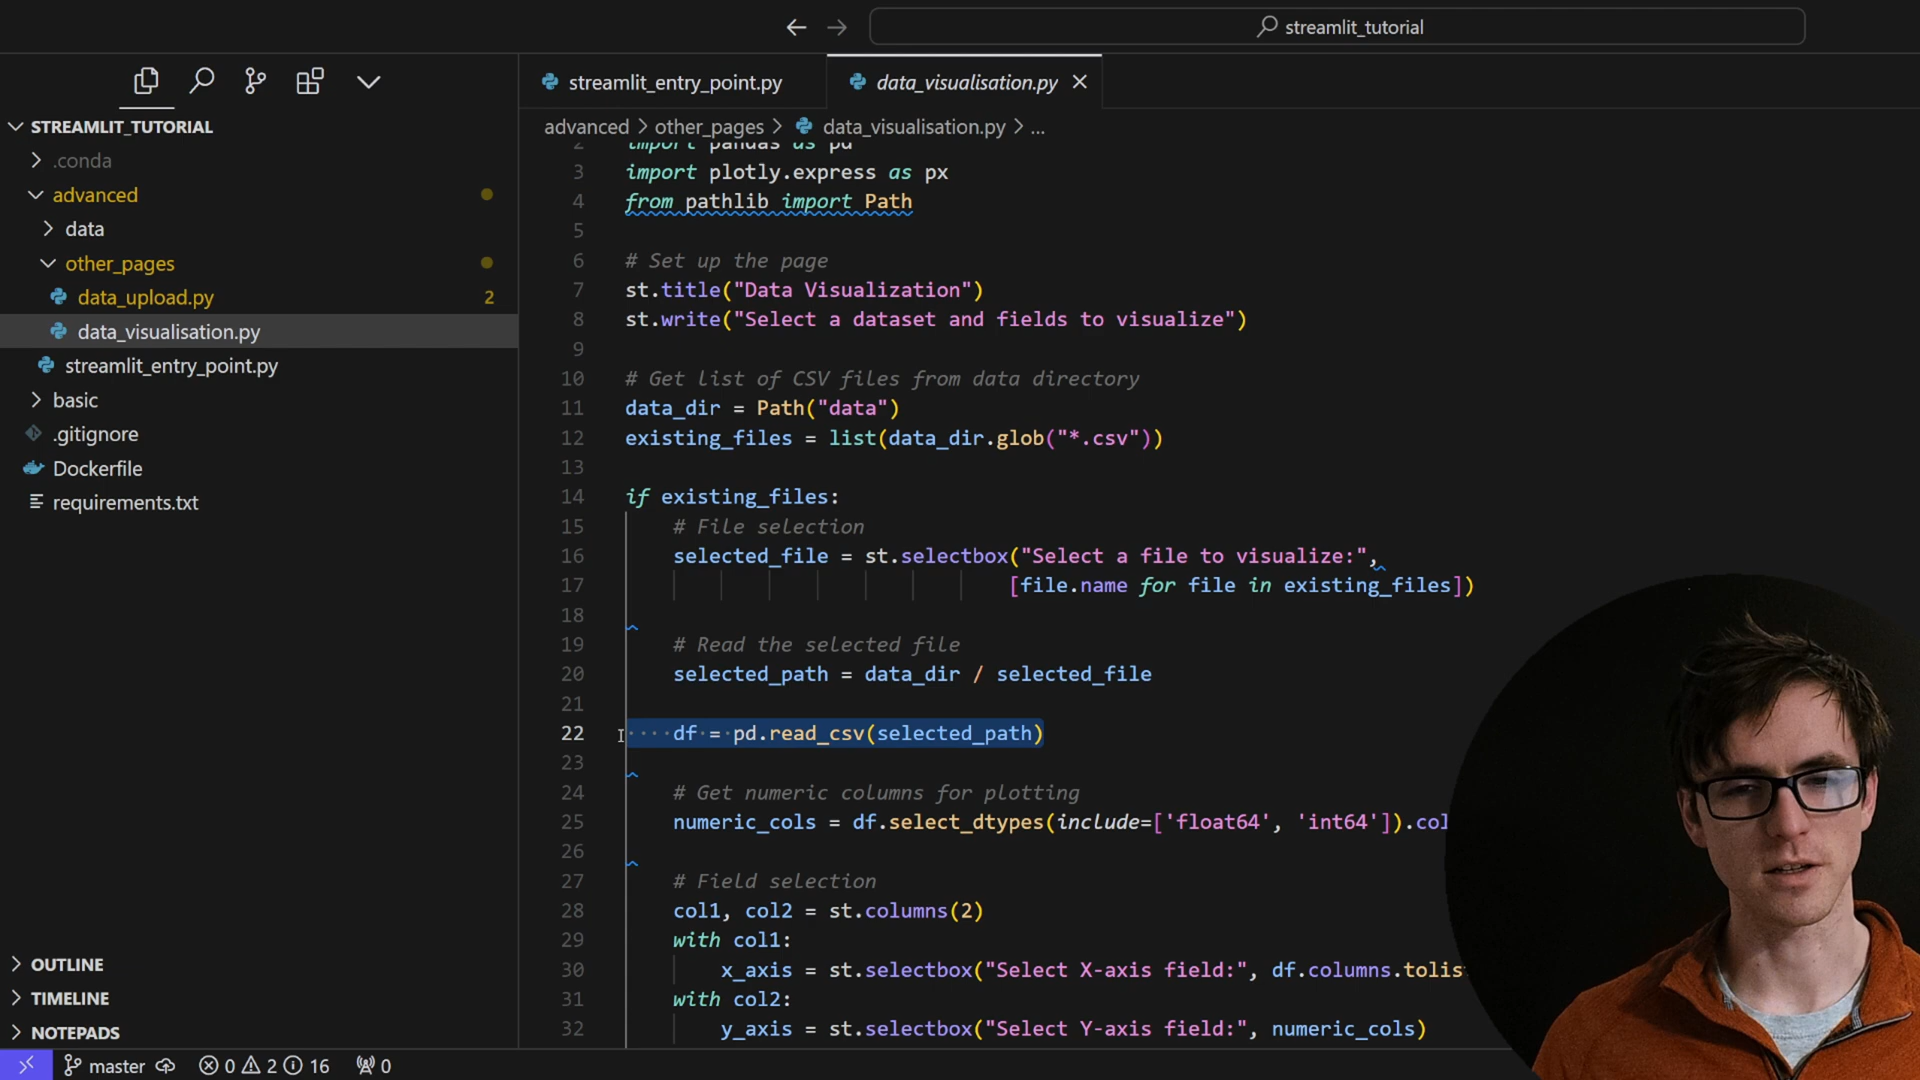 streamlit_tutorial
streamlit_entry_point.py
data_visualisation.py
STREAMLIT_TUTORIAL
.conda
advanced
data
other_pages
data_upload.py 2
data_visualisation.py
streamlit_entry_point.py
basic
.gitignore
Dockerfile
requirements.txt
OUTLINE
TIMELINE
NOTEPADS
advanced > other_pages > data_visualisation.py > ...
2 import pandas as pd
3 import plotly.express as px
4 from pathlib import Path
5
6 # Set up the page
7 st.title("Data Visualization")
8 st.write("Select a dataset and fields to visualize")
9
10 # Get list of CSV files from data directory
11 data_dir = Path("data")
12 existing_files = list(data_dir.glob("*.csv"))
13
14 if existing_files:
15 # File selection
16 selected_file = st.selectbox("Select a file to visualize:",
17 [file.name for file in existing_files])
18
19 # Read the selected file
20 selected_path = data_dir / selected_file
21
22 df = pd.read_csv(selected_path)
23
24 # Get numeric columns for plotting
25 numeric_cols = df.select_dtypes(include=['float64', 'int64']).col
26
27 # Field selection
28 col1, col2 = st.columns(2)
29 with col1:
30 x_axis = st.selectbox("Select X-axis field:", df.columns.tolis
31 with col2:
32 y_axis = st.selectbox("Select Y-axis field:", numeric_cols)
master 0 2 16 0